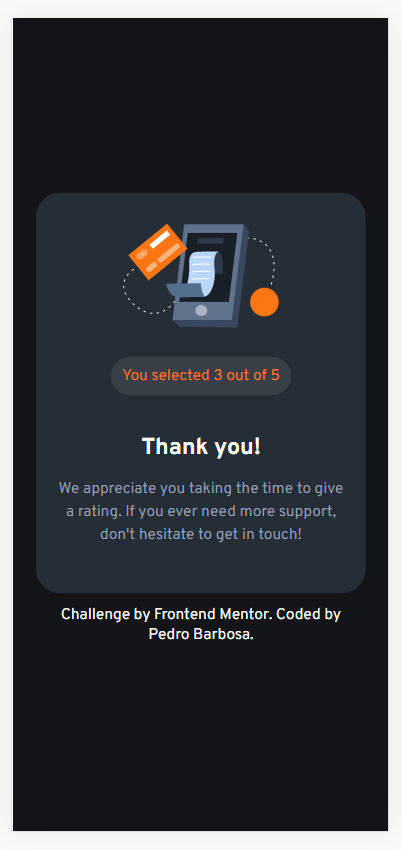 You selected 3 out of 5
Thank you!
We appreciate you taking the time to give
a rating. If you ever need more support,
don't hesitate to get in touch!
Challenge by Frontend Mentor. Coded by
Pedro Barbosa.